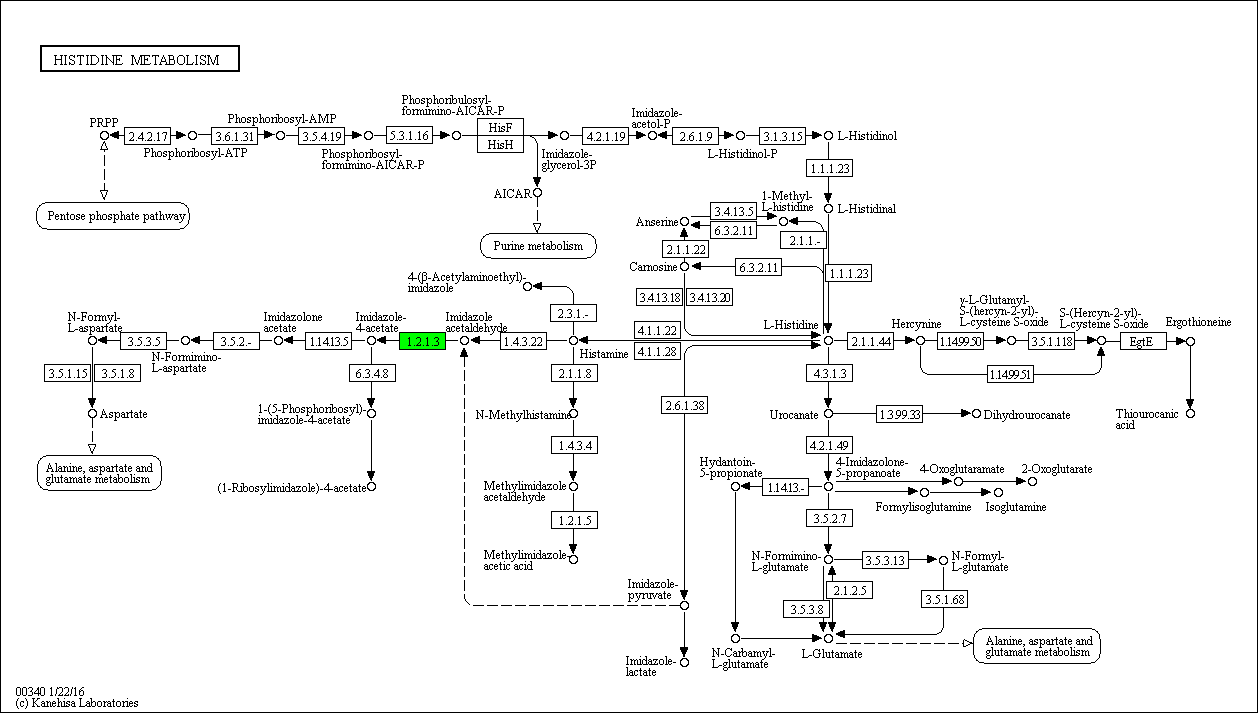 HISTIDINE METABOLISM
Phosphoribulosyl-
formimino-AICAR-P
PRPP
Phosphoribosyl-AMP
Imidazole-
acetol-P
2.4.2.17
3.6.1.31
3.5.4.19
5.3.1.16
HisF
HisH
4.2.1.19
2.6.1.9
3.1.3.15
L-Histidinol
Phosphoribosyl-ATP
Phosphoribosyl-
formimino-AICAR-P
Imidazole-
glycerol-3P
L-Histidinol-P
1.1.1.23
AICAR
Pentose phosphate pathway
Purine metabolism
1-Methyl-
L-histidine
L-Histidinal
Anserine
3.4.13.5
6.3.2.11
2.1.1.22
2.1.1.-
Carnosine
6.3.2.11
1.1.1.23
4-(β-Acetylaminoethyl)-
imidazole
3.4.13.18
3.4.13.20
2.3.1.-
N-Formyl-
L-aspartate
Imidazolone
acetate
Imidazole-
4-acetate
Imidazole
acetaldehyde
4.1.1.22
L-Histidine
Hercynine
γ-L-Glutamyl-
S-(hercyn-2-yl)-
L-cysteine S-oxide
S-(Hercyn-2-yl)-
L-cysteine S-oxide
Ergothioneine
3.5.3.5
3.5.2.-
1.14.13.5
1.2.1.3
1.4.3.22
Histamine
4.1.1.28
2.1.1.44
1.14.99.50
3.5.1.118
EgtE
N-Formimino-
L-aspartate
1.14.99.51
3.5.1.15
3.5.1.8
6.3.4.8
2.1.1.8
4.3.1.3
2.6.1.38
Aspartate
1-(5-Phosphoribosyl)-
imidazole-4-acetate
N-Methylhistamine
Urocanate
1.3.99.33
Dihydrourocanate
Thiourocanic
acid
1.4.3.4
4.2.1.49
Alanine, aspartate and
glutamate metabolism
Hydantoin-
5-propionate
4-Imidazolone-
5-propanoate
4-Oxoglutaramate
2-Oxoglutarate
(1-Ribosylimidazole)-4-acetate
Methylimidazole
acetaldehyde
1.14.13.-
Formylisoglutamine
Isoglutamine
1.2.1.5
3.5.2.7
Methylimidazole
acetic acid
N-Formimino-
L-glutamate
3.5.3.13
N-Formyl-
L-glutamate
Imidazole-
pyruvate
2.1.2.5
3.5.3.8
3.5.1.68
N-Carbamyl-
L-glutamate
L-Glutamate
Alanine, aspartate and
glutamate metabolism
Imidazole-
lactate
00340 1/22/16
(c) Kanehisa Laboratories